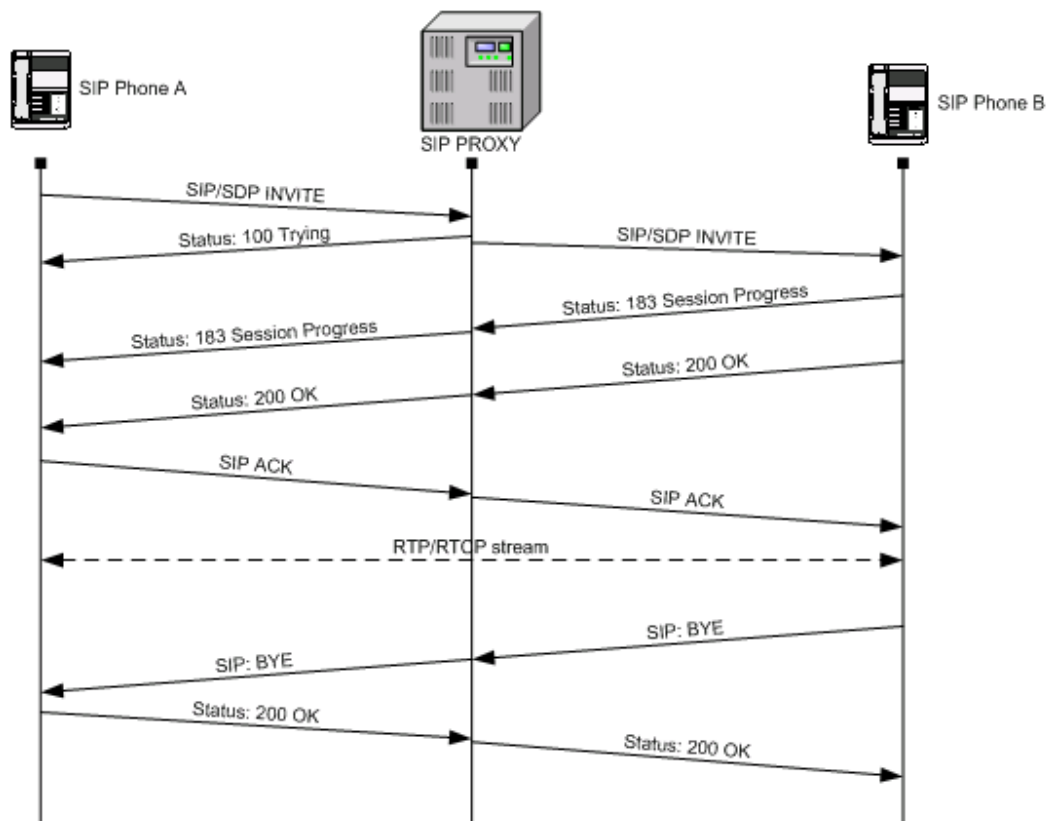 SIP Phone A
SIP PROXY
SIP Phone B
SIP/SDP INVITE
Status: 100 Trying
SIP/SDP INVITE
Status: 183 Session Progress
Status: 183 Session Progress
Status: 200 OK
Status: 200 OK
SIP ACK
SIP ACK
RTP/RTCP stream
SIP: BYE
SIP: BYE
Status: 200 OK
Status: 200 OK